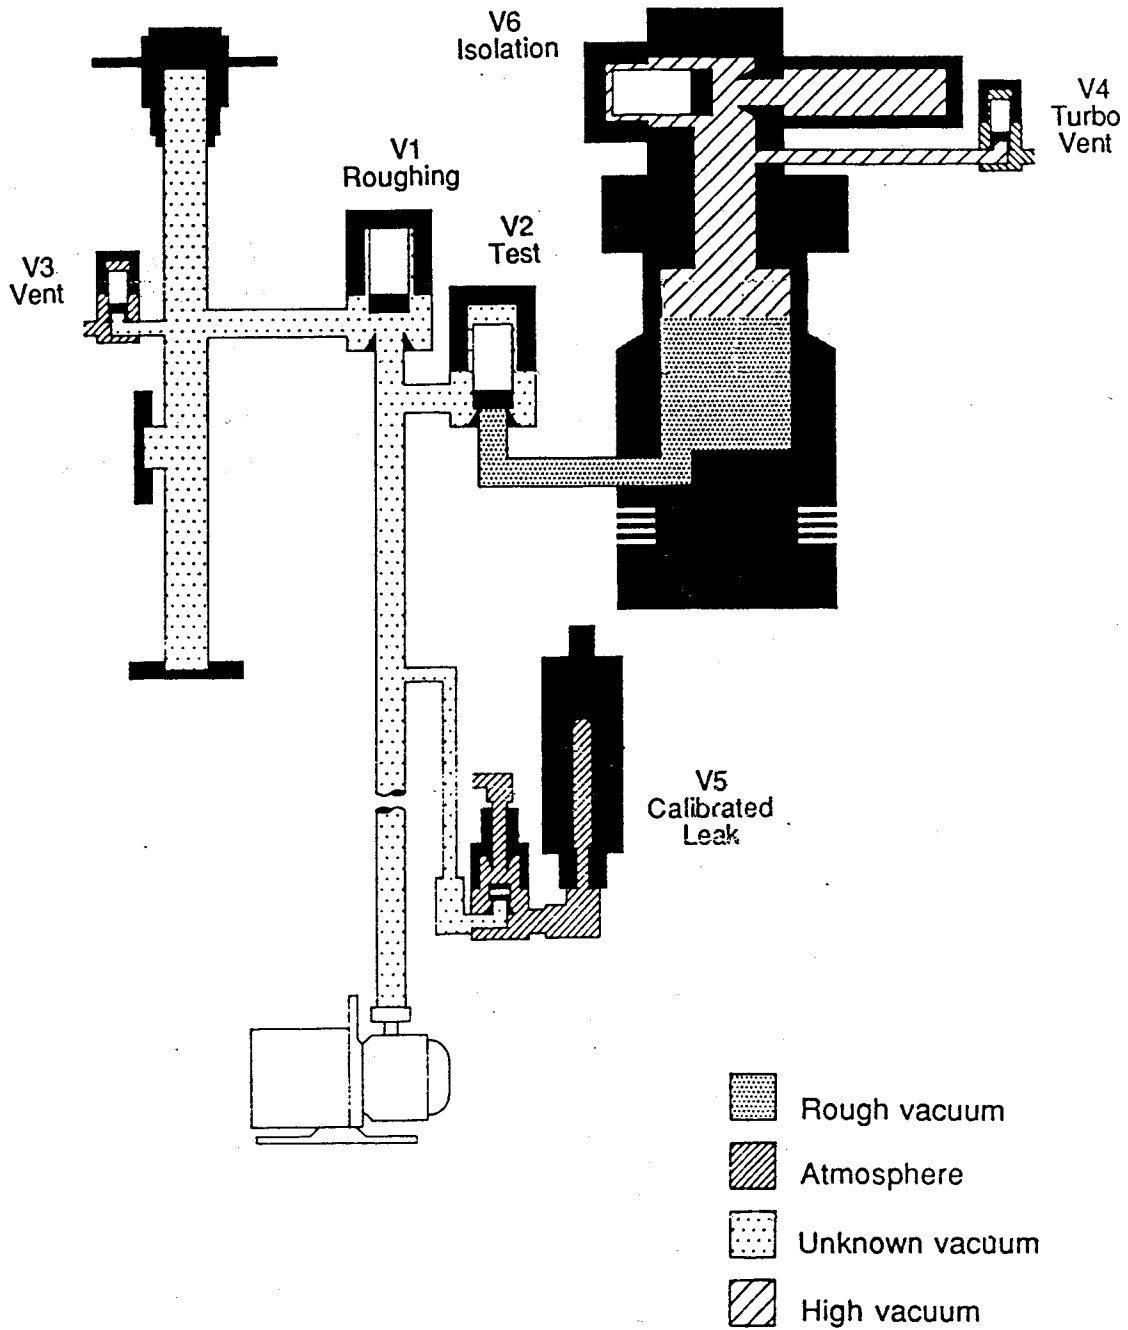 V6
Isolation
V4
Turbo
Vent
V1
Roughing
V2
Test
V3
Vent
V5
Calibrated
Leak
Rough vacuum
Atmosphere
Unknown vacuum
High vacuum